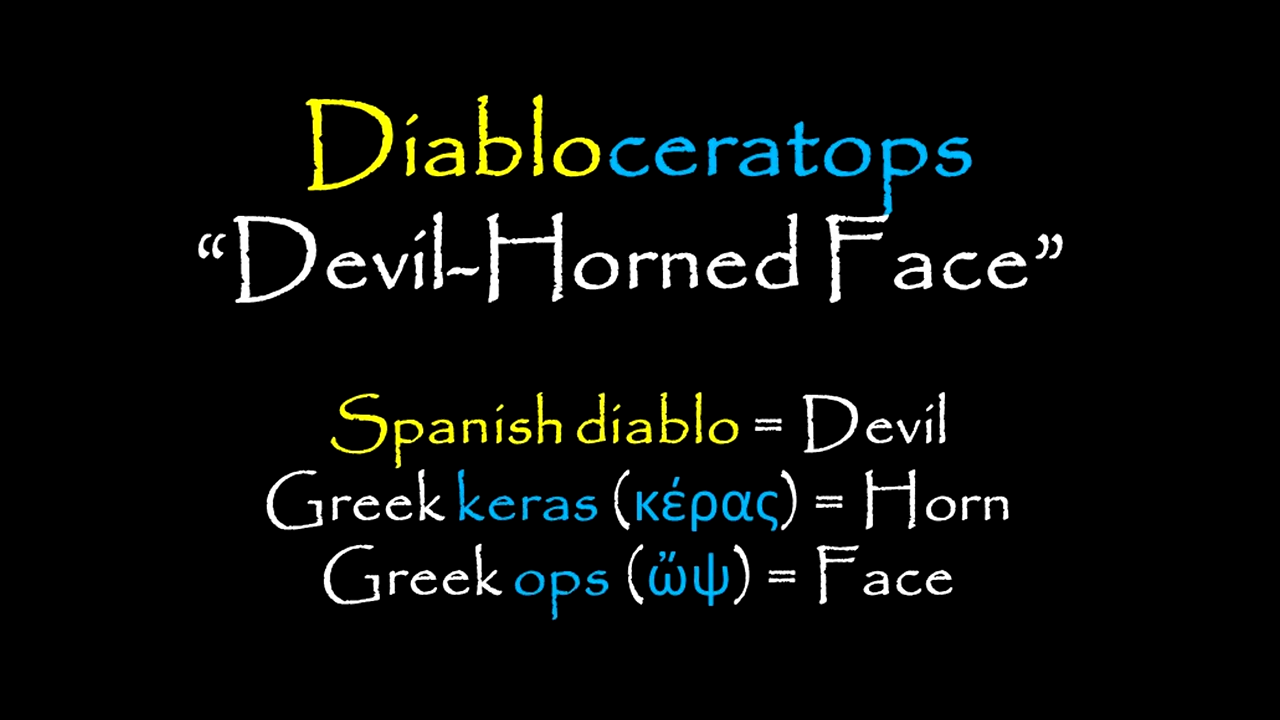 Diabloceratops
“Devil-Horned Face”
Spanish diablo = Devil
Greek keras (κέρας) = Horn
Greek ops (ὤψ) = Face